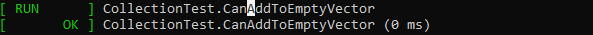 [ RUN      ] CollectionTest.CanAddToEmptyVector
[       OK ] CollectionTest.CanAddToEmptyVector (0 ms)